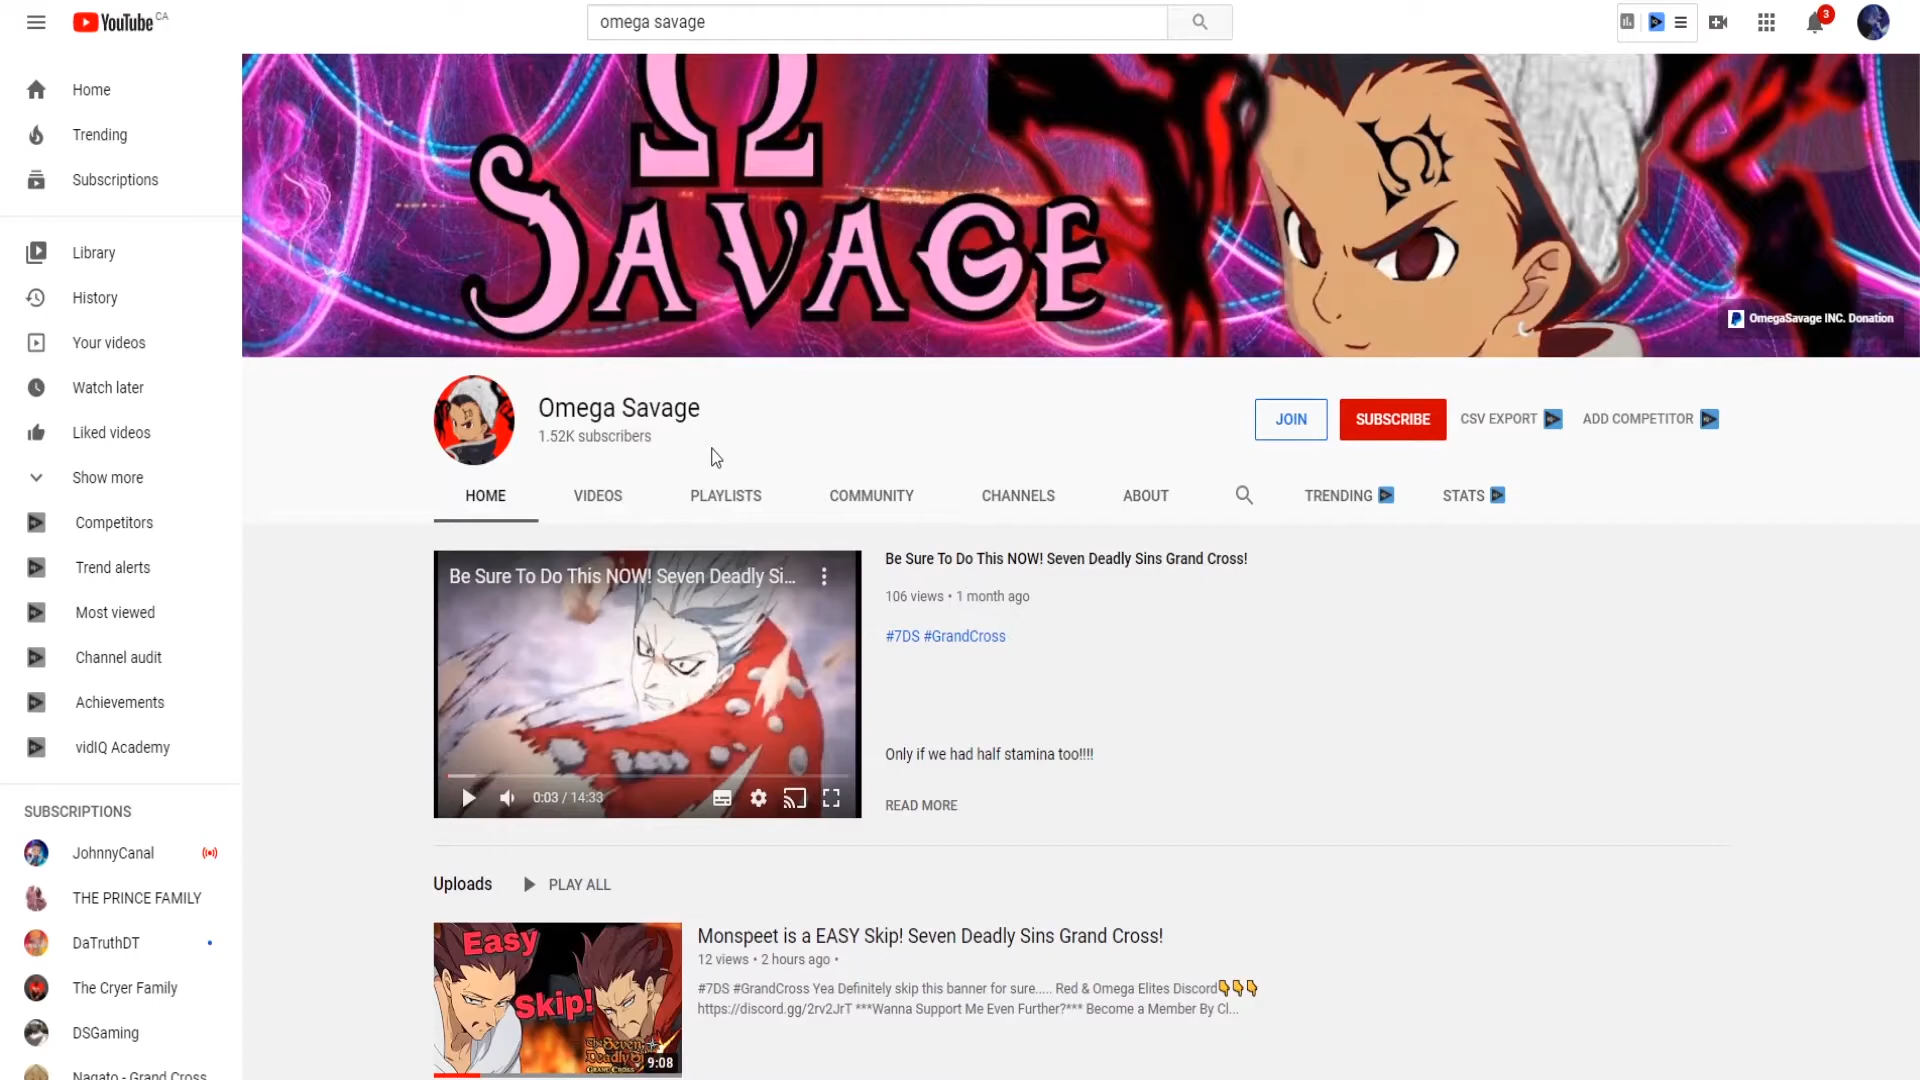 YouTube CA
omega savage
3
Home
Trending
Subscriptions
Library
History
Your videos
Watch later
Liked videos
Show more
Competitors
Trend alerts
Most viewed
Channel audit
Achievements
vidIQ Academy
SUBSCRIPTIONS
JohnnyCanal
THE PRINCE FAMILY
DaTruthDT
The Cryer Family
DSGaming
Nagato - Grand Cross
Ω
SAVAGE
OmegaSavage INC. Donation
Omega Savage
1.52K subscribers
JOIN
SUBSCRIBE
CSV EXPORT
ADD COMPETITOR
HOME
VIDEOS
PLAYLISTS
COMMUNITY
CHANNELS
ABOUT
TRENDING
STATS
Be Sure To Do This NOW! Seven Deadly Si...
0:03 / 14:33
Be Sure To Do This NOW! Seven Deadly Sins Grand Cross!
106 views • 1 month ago
#7DS #GrandCross
Only if we had half stamina too!!!!
READ MORE
Uploads
PLAY ALL
Easy
Skip!
The Seven
Deadly Si
GRAND CROSS
9:08
Monspeet is a EASY Skip! Seven Deadly Sins Grand Cross!
12 views • 2 hours ago •
#7DS #GrandCross Yea Definitely skip this banner for sure..... Red & Omega Elites Discord👇👇👇
https://discord.gg/2rv2JrT ***Wanna Support Me Even Further?*** Become a Member By Cl...